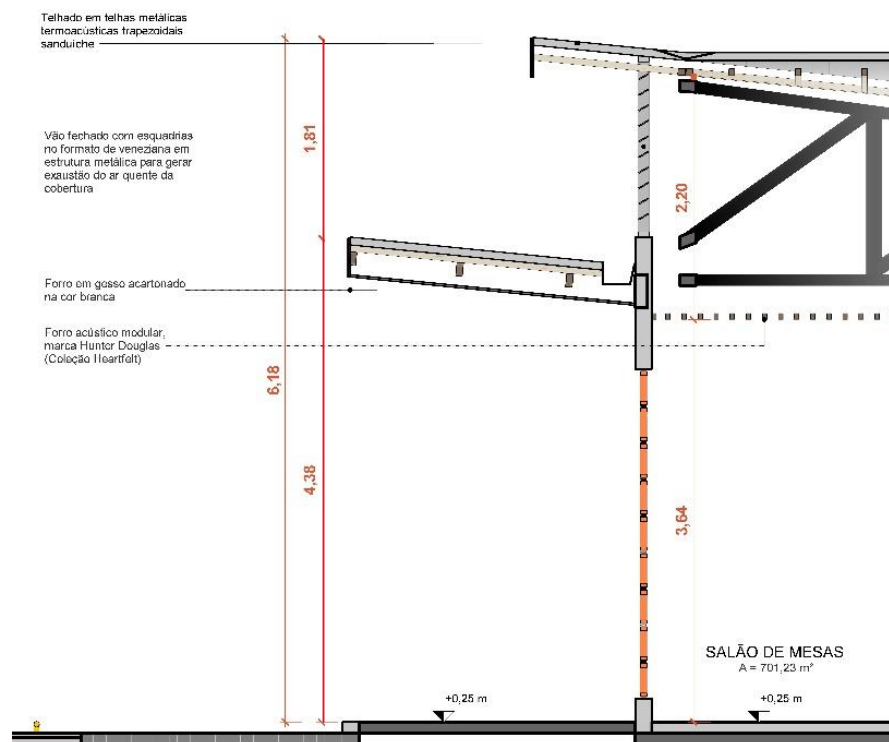 Telhado em telhas metálicas
termoacústicas trapezoidais
sanduiche
Vão fechado com esquadrias
no formato de veneziana em
estrutura metálica para gerar
exaustão do ar quente da
cobertura
Forro em gesso acartonado
na cor branca
Forro acústico modular,
marca Hunter Douglas
(Coleção Heartfelt)
1,81
6,18
4,38
2,20
3,64
SALÃO DE MESAS
A = 701,23 m²
+0,25 m
+0,25 m